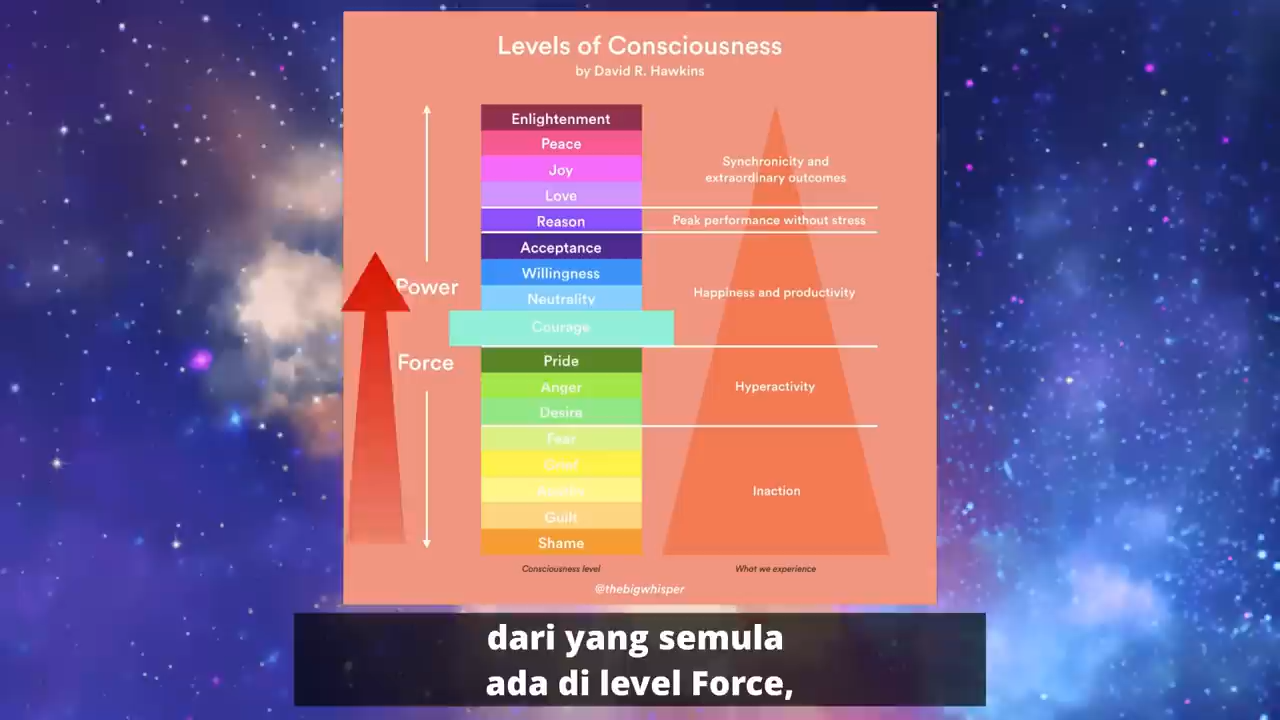 Levels of Consciousness
by David R. Hawkins
Enlightenment
Peace
Joy
Love
Reason
Acceptance
Willingness
Neutrality
Courage
Pride
Anger
Desire
Fear
Grief
Guilt
Shame
Power
Force
Synchronicity and
extraordinary outcomes
Peak performance without stress
Happiness and productivity
Hyperactivity
Inaction
Consciousness level
What we experience
@thebigwhisper
dari yang semula
ada di level Force,